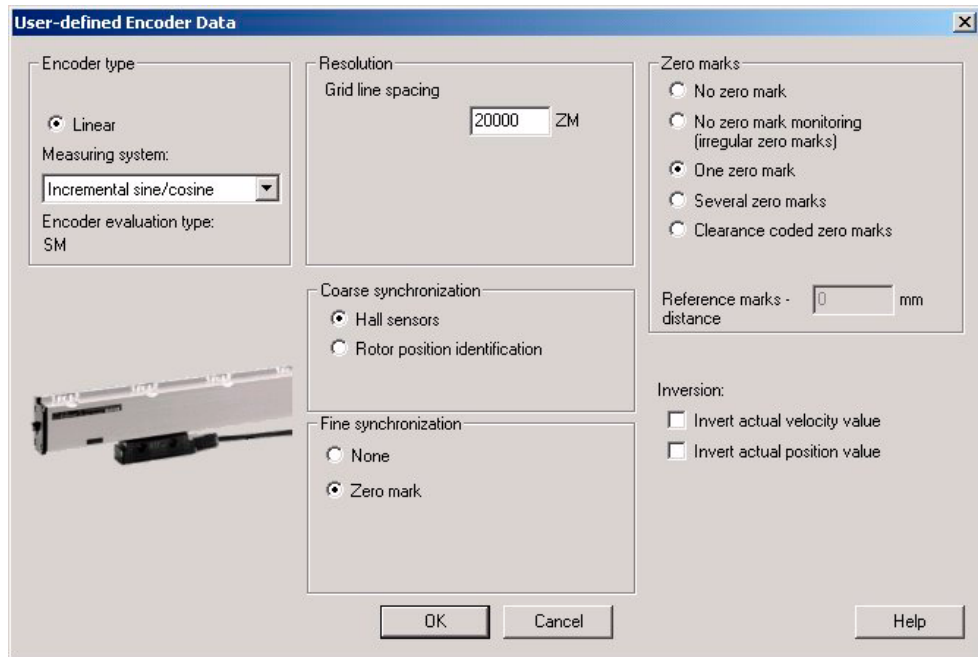 User-defined Encoder Data
Encoder type
Linear
Measuring system:
Incremental sine/cosine
Encoder evaluation type:
SM
Resolution
Grid line spacing
20000 ZM
Coarse synchronization
Hall sensors
Rotor position identification
Fine synchronization
None
Zero mark
Zero marks
No zero mark
No zero mark monitoring
(irregular zero marks)
One zero mark
Several zero marks
Clearance coded zero marks
Reference marks - 0 mm
distance
Inversion:
Invert actual velocity value
Invert actual position value
OK Cancel Help